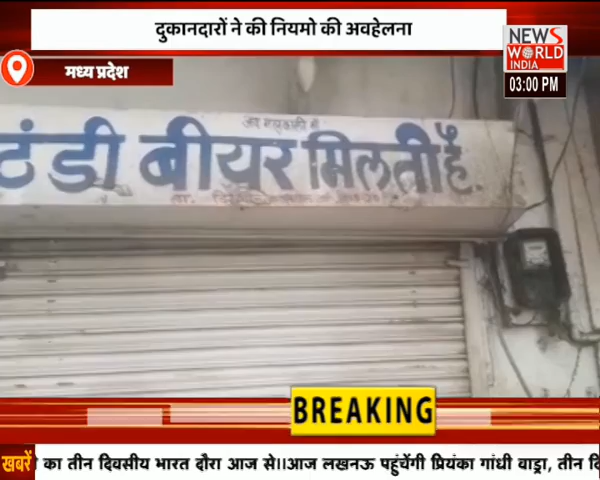 दुकानदारों ने की नियमो की अवहेलना
NEWS
WORLD
INDIA
मध्य प्रदेश
03:00 PM
ठंडी बीयर मिलती है.
BREAKING
खबरें का तीन दिवसीय भारत दौरा आज से।।आज लखनऊ पहुंचेंगी प्रियंका गांधी वाड्रा, तीन